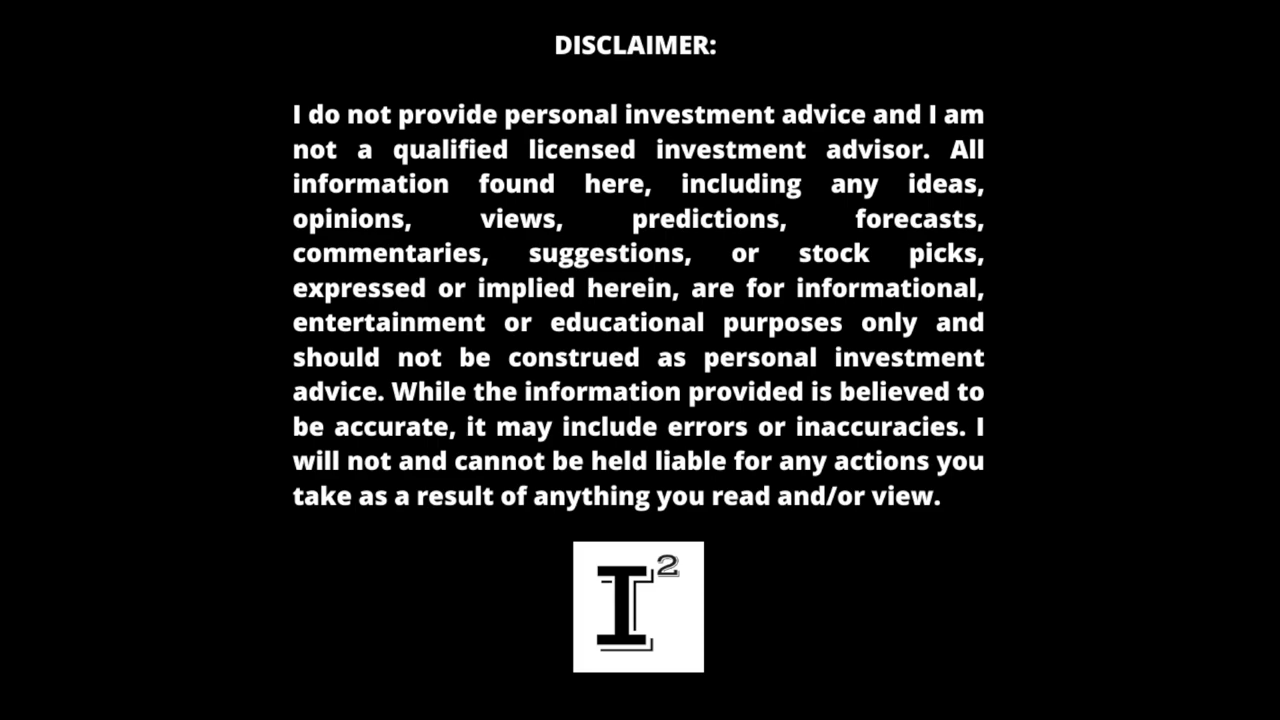 DISCLAIMER:
I do not provide personal investment advice and I am
not a qualified licensed investment advisor. All
information found here, including any ideas,
opinions, views, predictions, forecasts,
commentaries, suggestions, or stock picks,
expressed or implied herein, are for informational,
entertainment or educational purposes only and
should not be construed as personal investment
advice. While the information provided is believed to
be accurate, it may include errors or inaccuracies. I
will not and cannot be held liable for any actions you
take as a result of anything you read and/or view.
I²